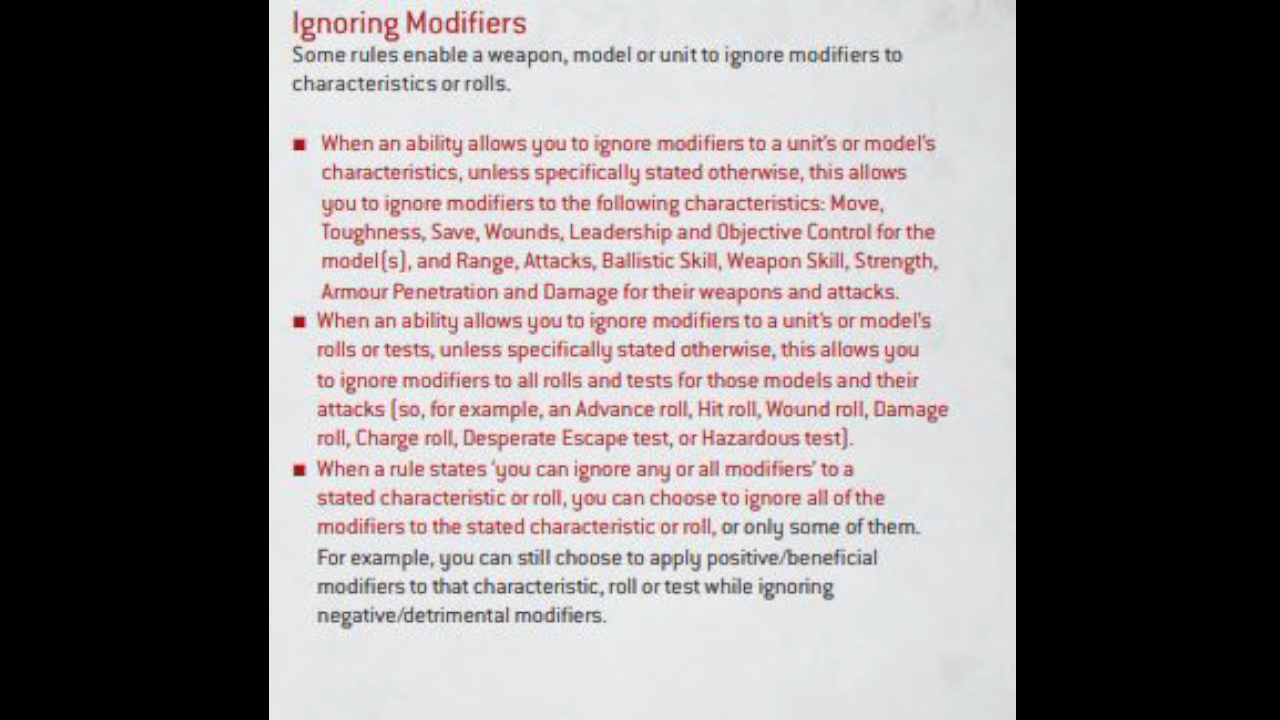 Ignoring Modifiers
Some rules enable a weapon, model or unit to ignore modifiers to
characteristics or rolls.
■ When an ability allows you to ignore modifiers to a unit's or model's
characteristics, unless specifically stated otherwise, this allows
you to ignore modifiers to the following characteristics: Move,
Toughness, Save, Wounds, Leadership and Objective Control for the
model(s), and Range, Attacks, Ballistic Skill, Weapon Skill, Strength,
Armour Penetration and Damage for their weapons and attacks.
■ When an ability allows you to ignore modifiers to a unit's or model's
rolls or tests, unless specifically stated otherwise, this allows you
to ignore modifiers to all rolls and tests for those models and their
attacks (so, for example, an Advance roll, Hit roll, Wound roll, Damage
roll, Charge roll, Desperate Escape test, or Hazardous test).
■ When a rule states 'you can ignore any or all modifiers' to a
stated characteristic or roll, you can choose to ignore all of the
modifiers to the stated characteristic or roll, or only some of them.
For example, you can still choose to apply positive/beneficial
modifiers to that characteristic, roll or test while ignoring
negative/detrimental modifiers.